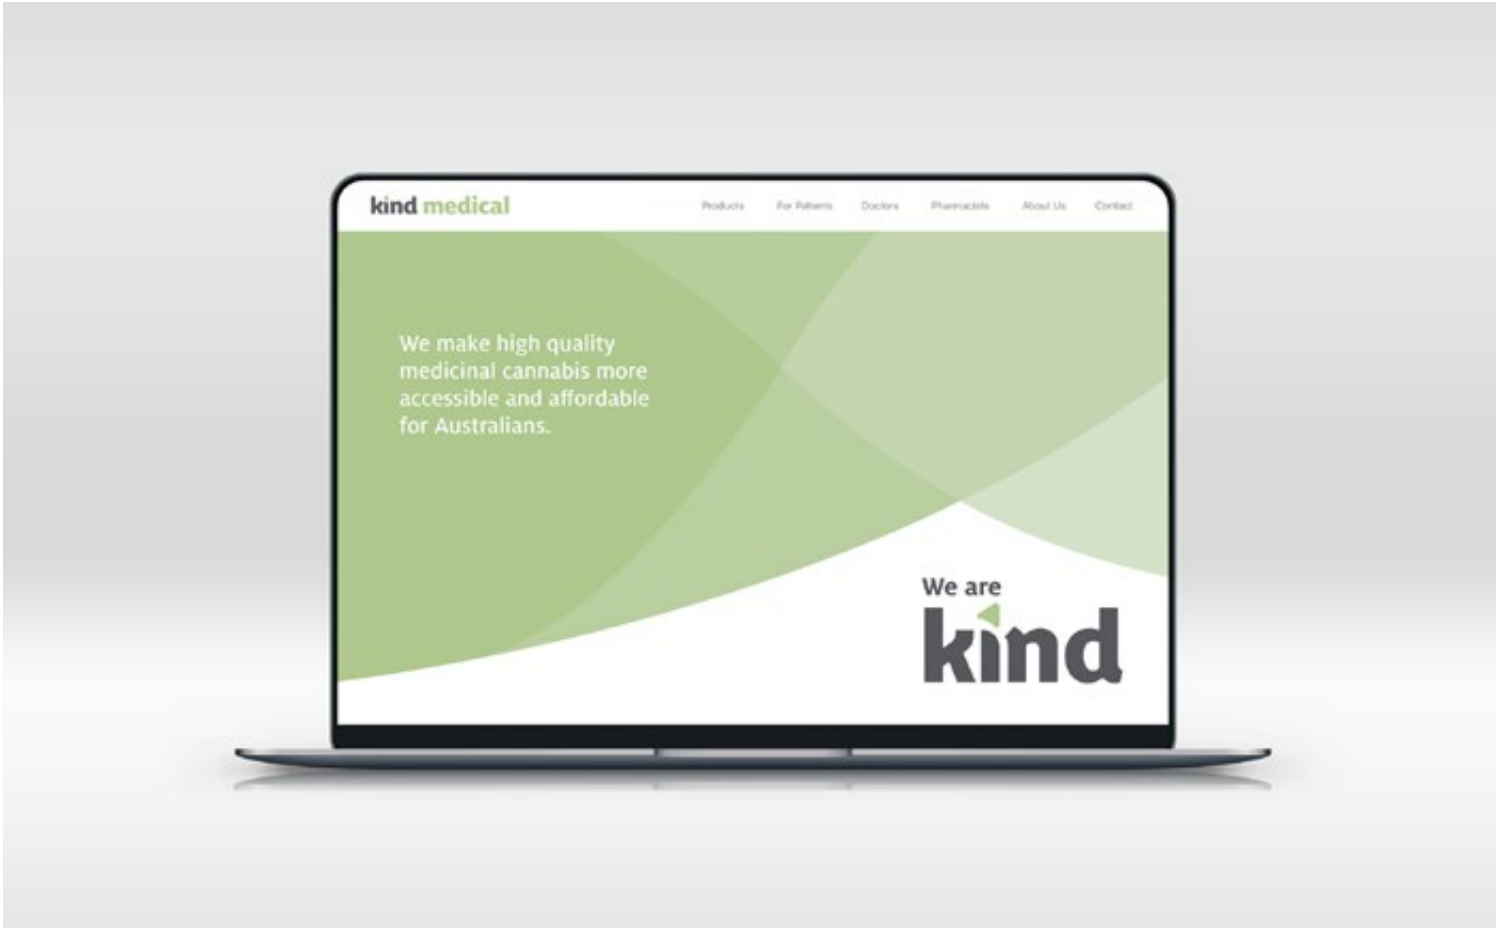 kind medical
Products For Patients Doctors Pharmacists About Us Contact
We make high quality
medicinal cannabis more
accessible and affordable
for Australians.
We are
kind